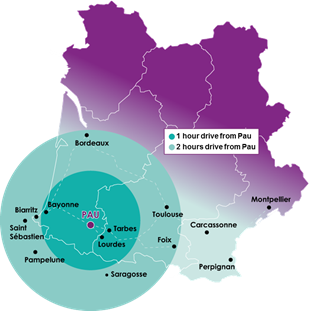 1 hour drive from Pau
2 hours drive from Pau
Bordeaux
Montpellier
Biarritz
Bayonne
Toulouse
PAU
Saint
Sébastien
Tarbes
Carcassonne
Lourdes
Foix
Pampelune
Perpignan
Saragosse